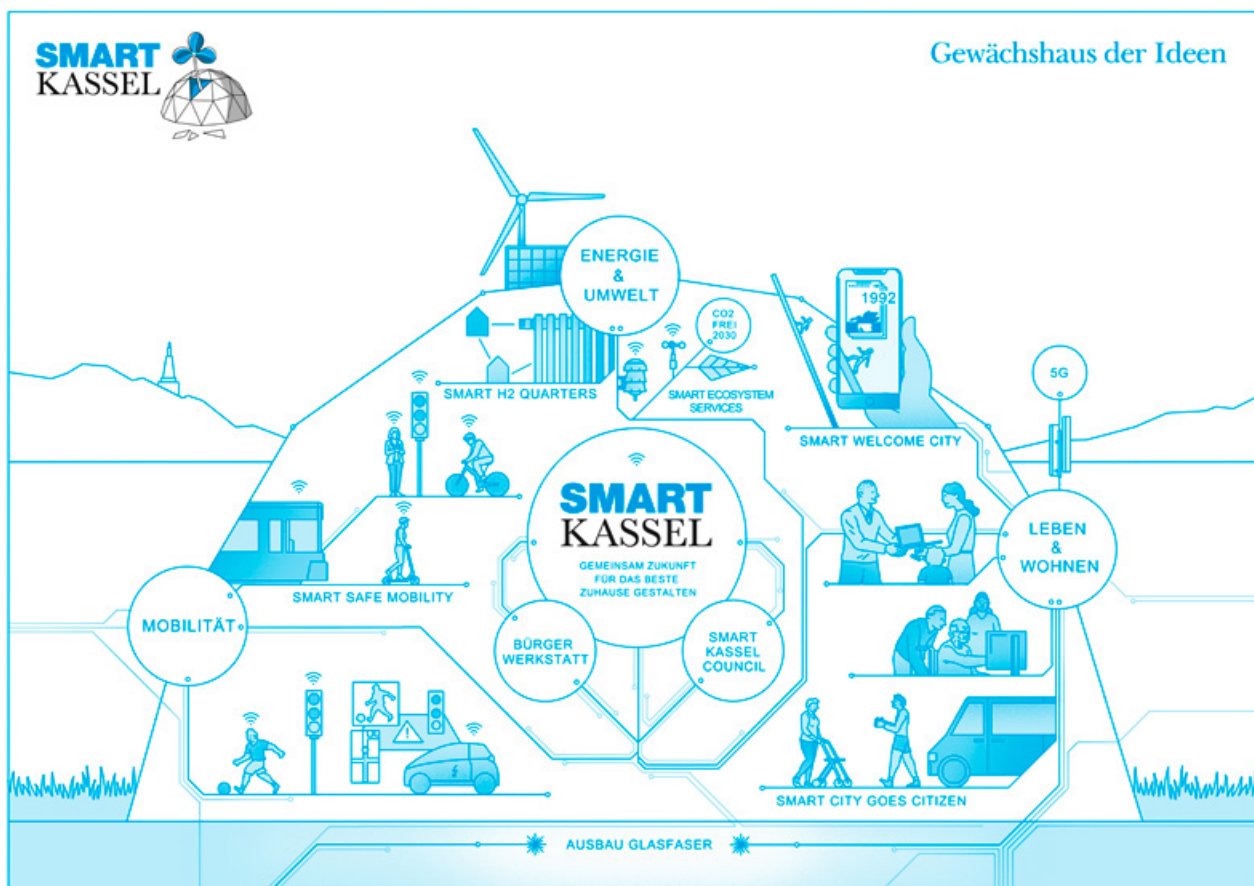 SMART
KASSEL
Gewächshaus der Ideen
ENERGIE
&
UMWELT
CO2
FREI
2030
1992
5G
SMART H2 QUARTERS
SMART ECOSYSTEM
SERVICES
SMART WELCOME CITY
SMART
KASSEL
GEMEINSAM ZUKUNFT
FÜR DAS BESTE
ZUHAUSE GESTALTEN
LEBEN
&
WOHNEN
SMART SAFE MOBILITY
MOBILITÄT
BÜRGER
WERKSTATT
SMART
KASSEL
COUNCIL
SMART CITY GOES CITIZEN
AUSBAU GLASFASER